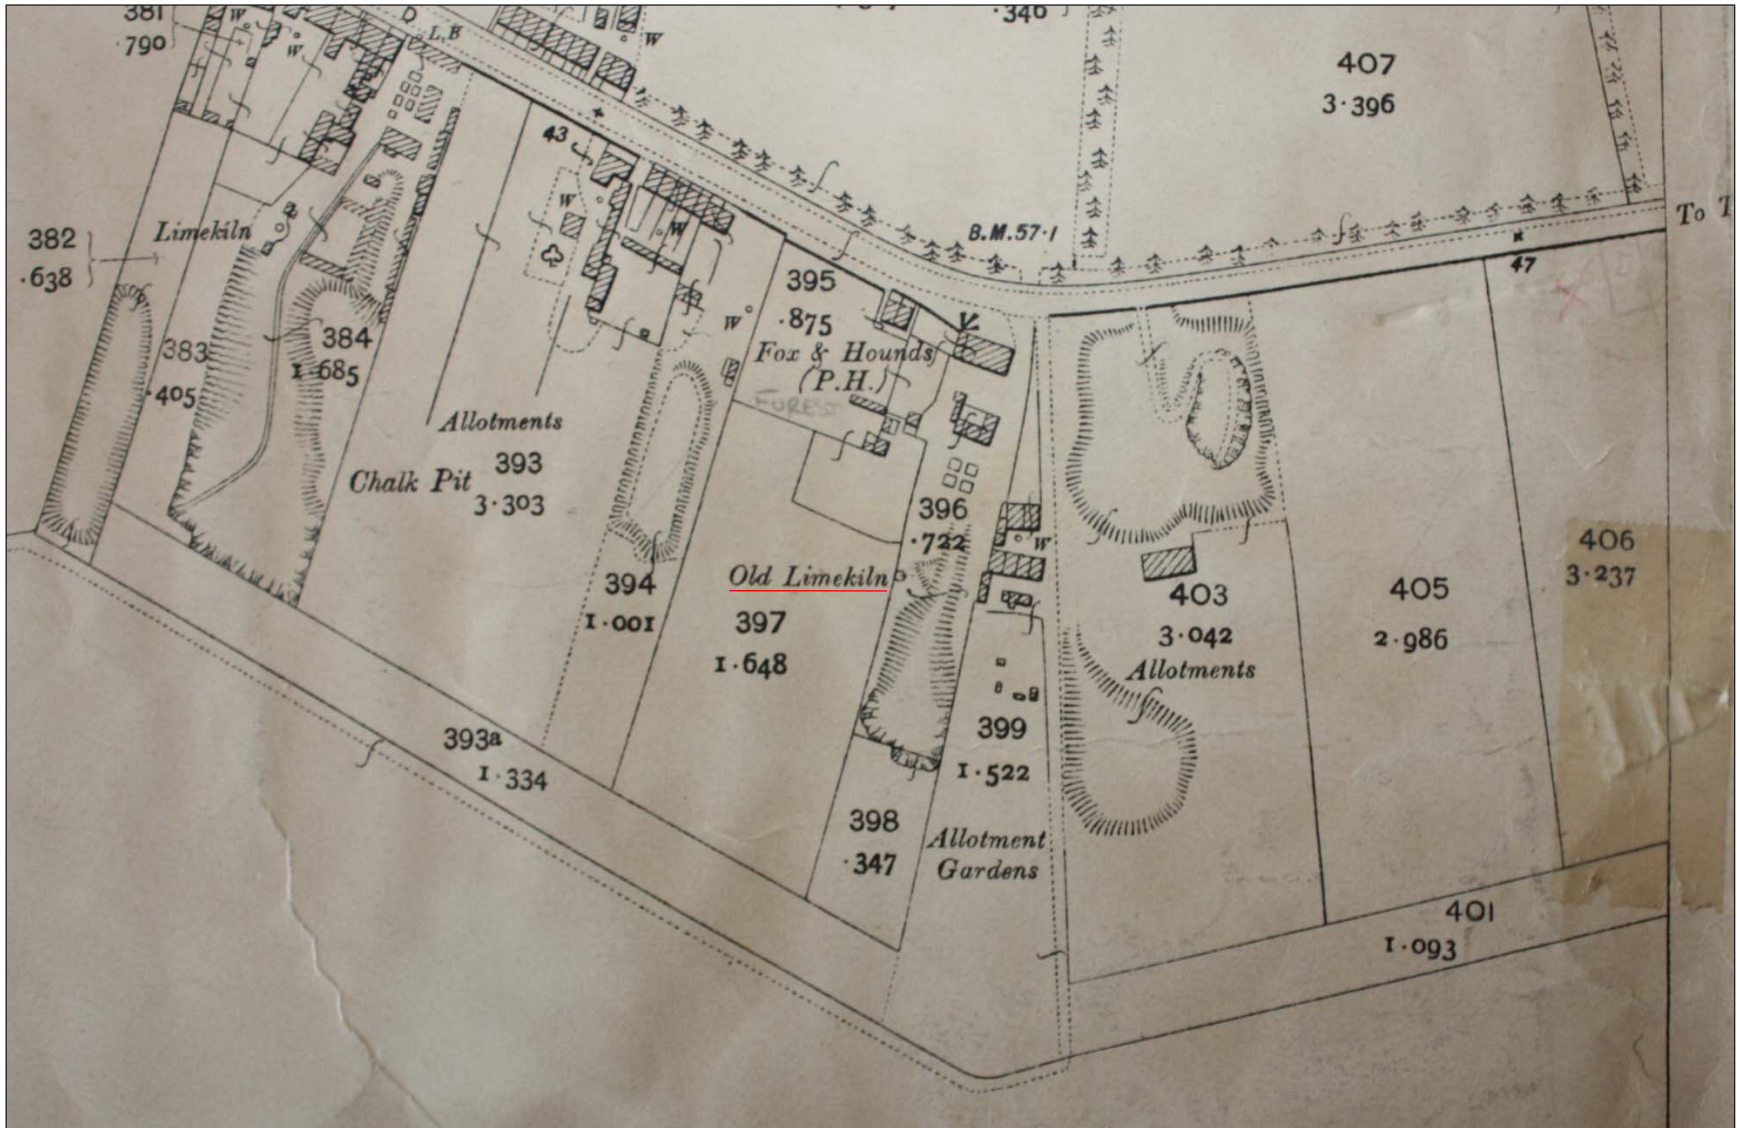 381
·790
W
W
L.B
W
·346
407
3·396
43
W
W
382
·638
Limekiln
B.M.57·1
To T
47
395
·875
W
383
·405
384
1·685
Fox & Hounds
(P.H.)
FOREST
Allotments
393
3·303
Chalk Pit
396
·722
W
406
3·237
394
1·001
Old Limekiln
397
1·648
403
3·042
Allotments
405
2·986
399
1·522
393a
1·334
398
·347
Allotment
Gardens
401
1·093